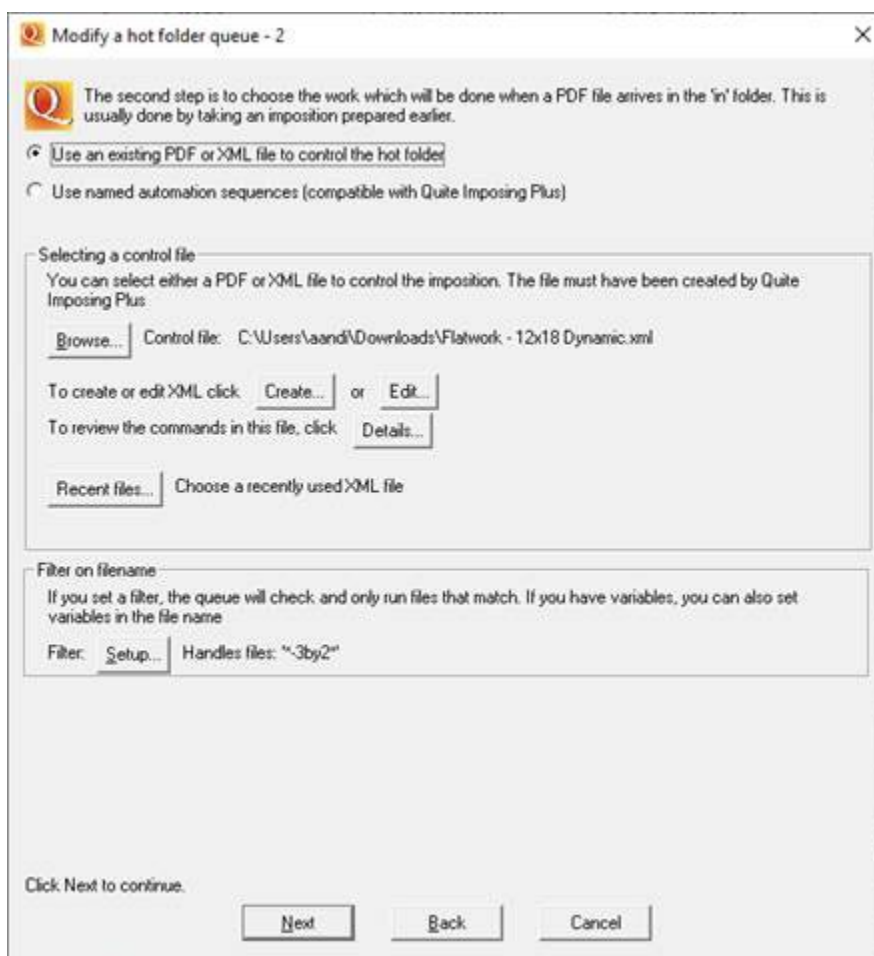 Modify a hot folder queue - 2
The second step is to choose the work which will be done when a PDF file arrives in the 'in' folder. This is
usually done by taking an imposition prepared earlier.
Use an existing PDF or XML file to control the hot folder
Use named automation sequences (compatible with Quite Imposing Plus)
Selecting a control file
You can select either a PDF or XML file to control the imposition. The file must have been created by Quite
Imposing Plus
Browse... Control file: C:\Users\aandi\Downloads\Flatwork - 12x18 Dynamic.xml
To create or edit XML click Create... or Edit...
To review the commands in this file, click Details...
Recent files... Choose a recently used XML file
Filter on filename
If you set a filter, the queue will check and only run files that match. If you have variables, you can also set
variables in the file name
Filter: Setup... Handles files: '*-3by2*'
Click Next to continue.
Next Back Cancel